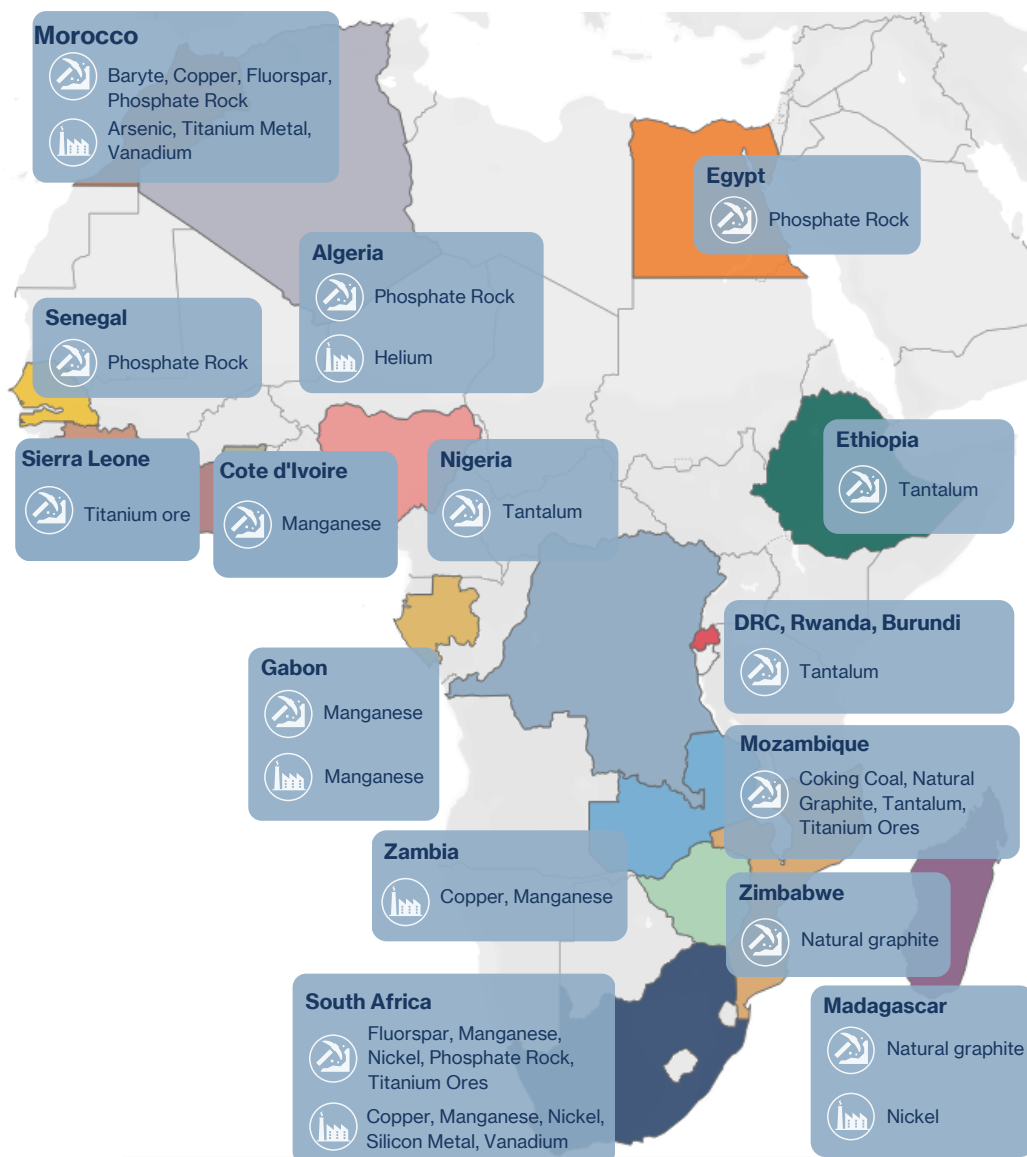 Morocco
Baryte, Copper, Fluorspar,
Phosphate Rock
Arsenic, Titanium Metal,
Vanadium
Egypt
Phosphate Rock
Algeria
Phosphate Rock
Helium
Senegal
Phosphate Rock
Sierra Leone
Titanium ore
Cote d'Ivoire
Manganese
Nigeria
Tantalum
Ethiopia
Tantalum
DRC, Rwanda, Burundi
Tantalum
Gabon
Manganese
Manganese
Mozambique
Coking Coal, Natural
Graphite, Tantalum,
Titanium Ores
Zambia
Copper, Manganese
Zimbabwe
Natural graphite
South Africa
Fluorspar, Manganese,
Nickel, Phosphate Rock,
Titanium Ores
Copper, Manganese, Nickel,
Silicon Metal, Vanadium
Madagascar
Natural graphite
Nickel